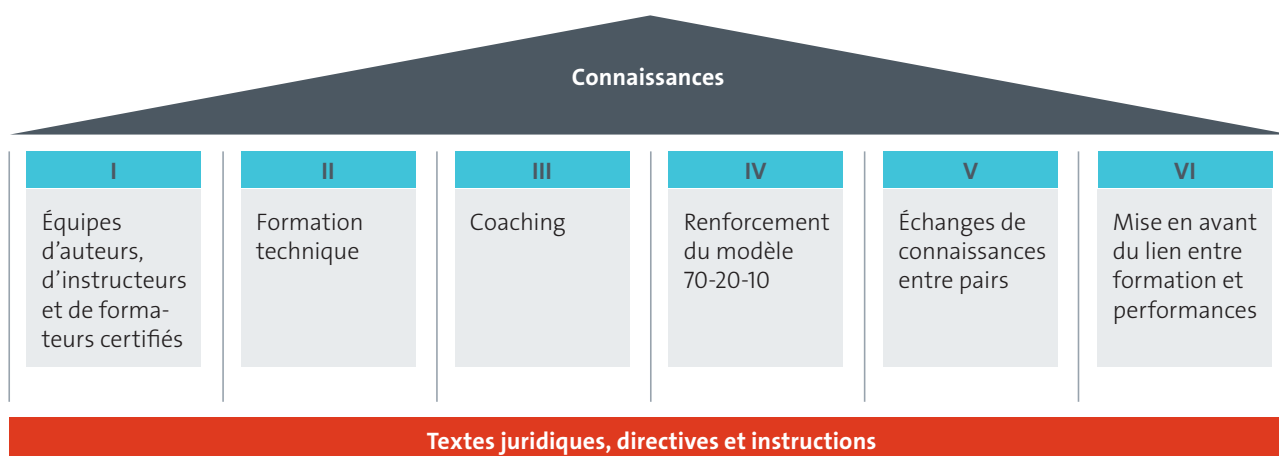 Connaissances
I
Équipes
d'auteurs,
d'instructeurs
et de forma-
teurs certifiés
II
Formation
technique
III
Coaching
IV
Renforcement
du modèle
70-20-10
V
Échanges de
connaissances
entre pairs
VI
Mise en avant
du lien entre
formation et
performances
Textes juridiques, directives et instructions